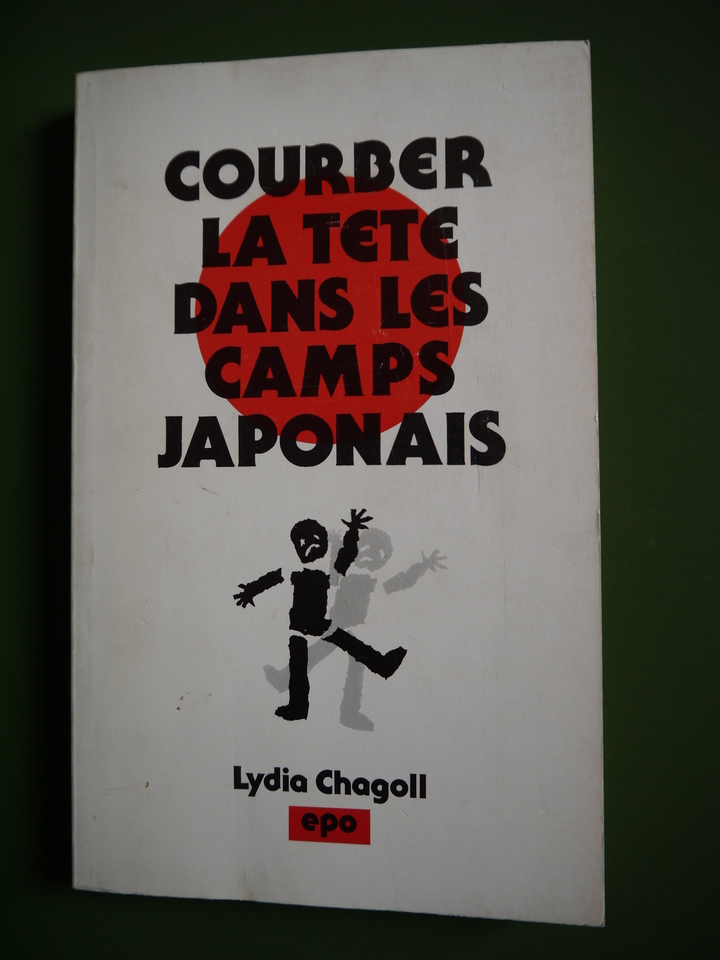 COURBER
LA TETE
DANS LES
CAMPS
JAPONAIS
Lydia Chagoll
epo